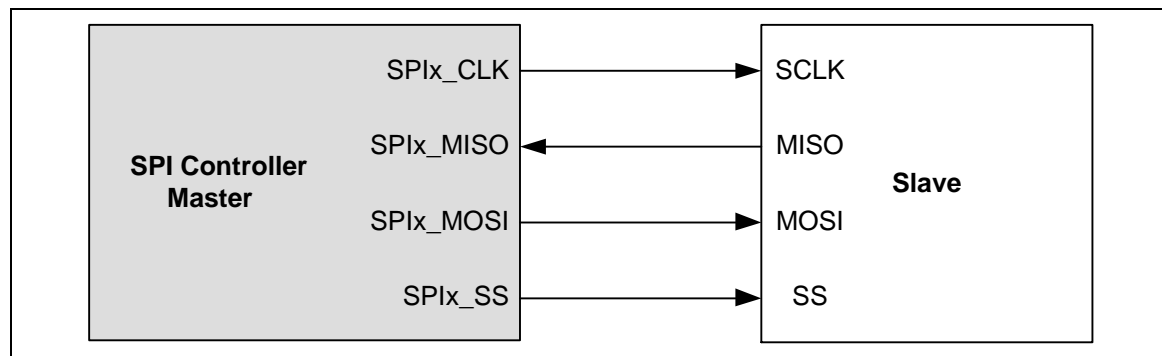 SPI Controller
Master
SPIx_CLK
SPIx_MISO
SPIx_MOSI
SPIx_SS
SCLK
MISO
MOSI
SS
Slave